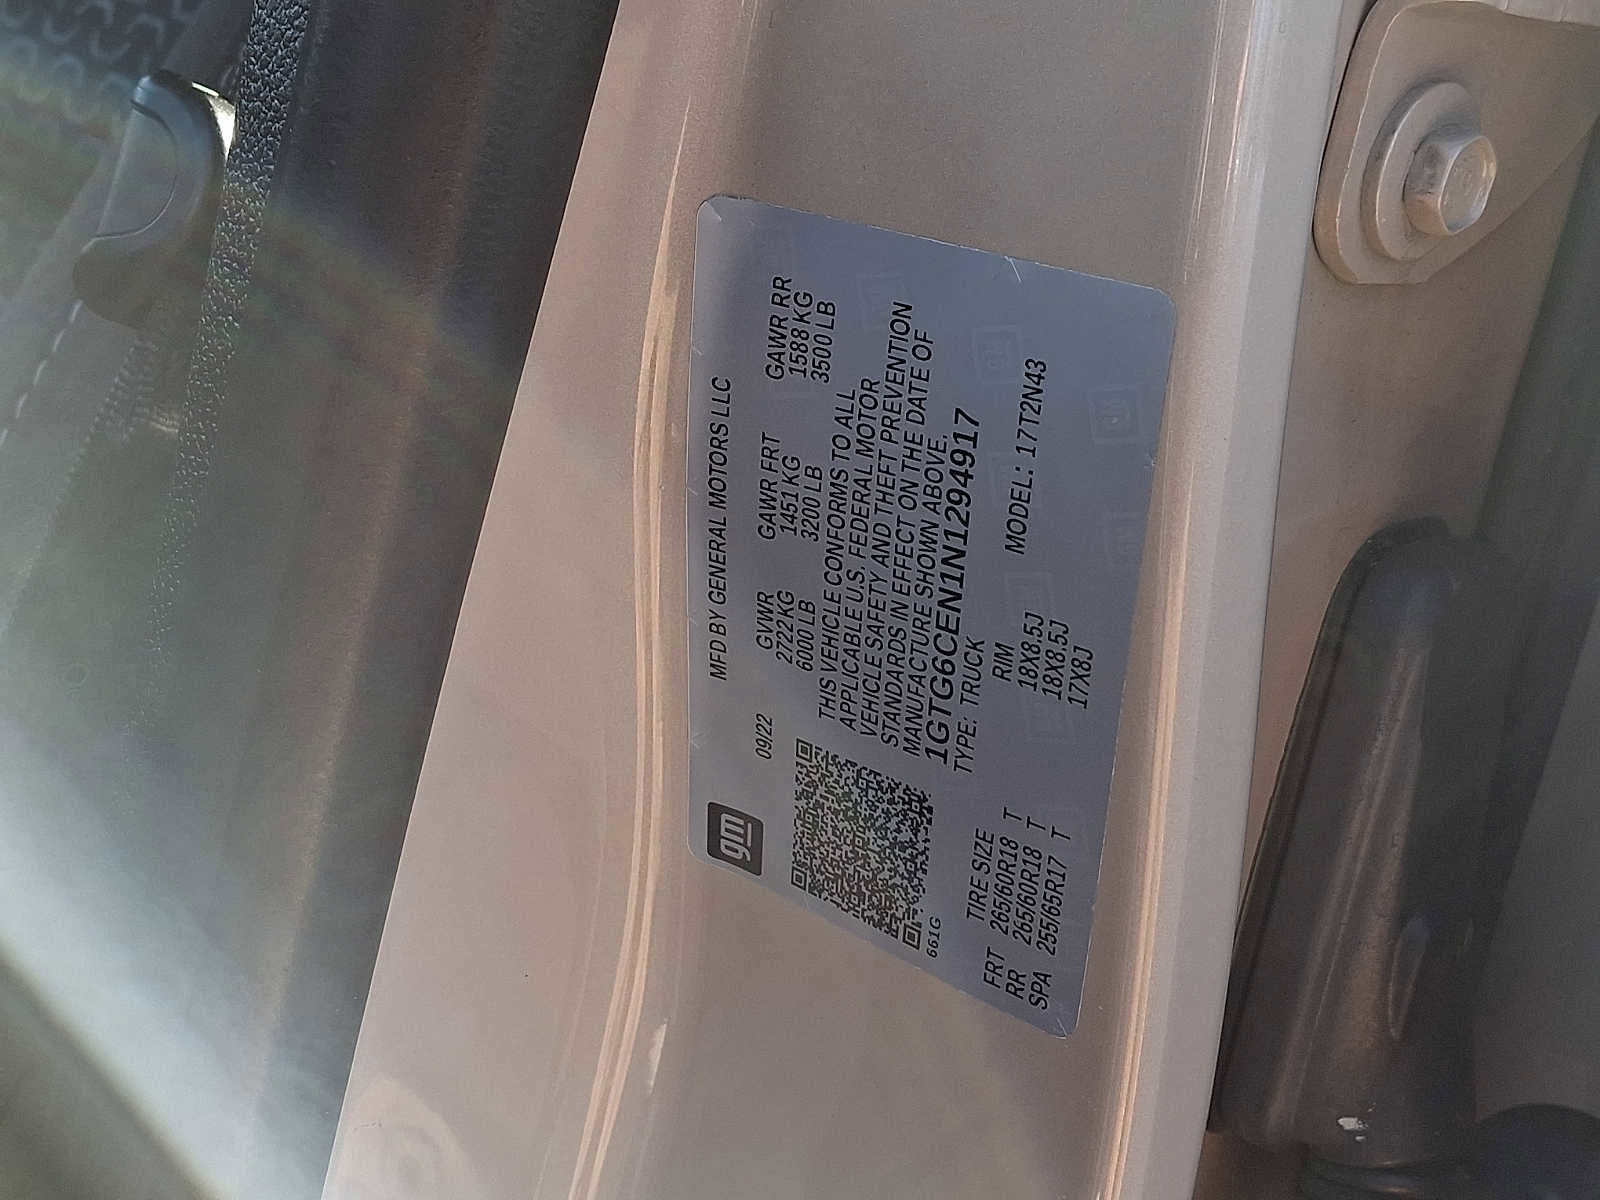 gm
MFD BY GENERAL MOTORS LLC
09/22
GVWR GAWR FRT GAWR RR
2722 KG 1451 KG 1588 KG
6000 LB 3200 LB 3500 LB
THIS VEHICLE CONFORMS TO ALL
APPLICABLE U.S. FEDERAL MOTOR
VEHICLE SAFETY AND THEFT PREVENTION
STANDARDS IN EFFECT ON THE DATE OF
MANUFACTURE SHOWN ABOVE.
1GTG6CEN1N1294917
661G
TYPE: TRUCK
MODEL: 17T2N43
TIRE SIZE RIM
FRT 265/60R18 T 18X8.5J
RR 265/60R18 T 18X8.5J
SPA 255/65R17 T 17X8J